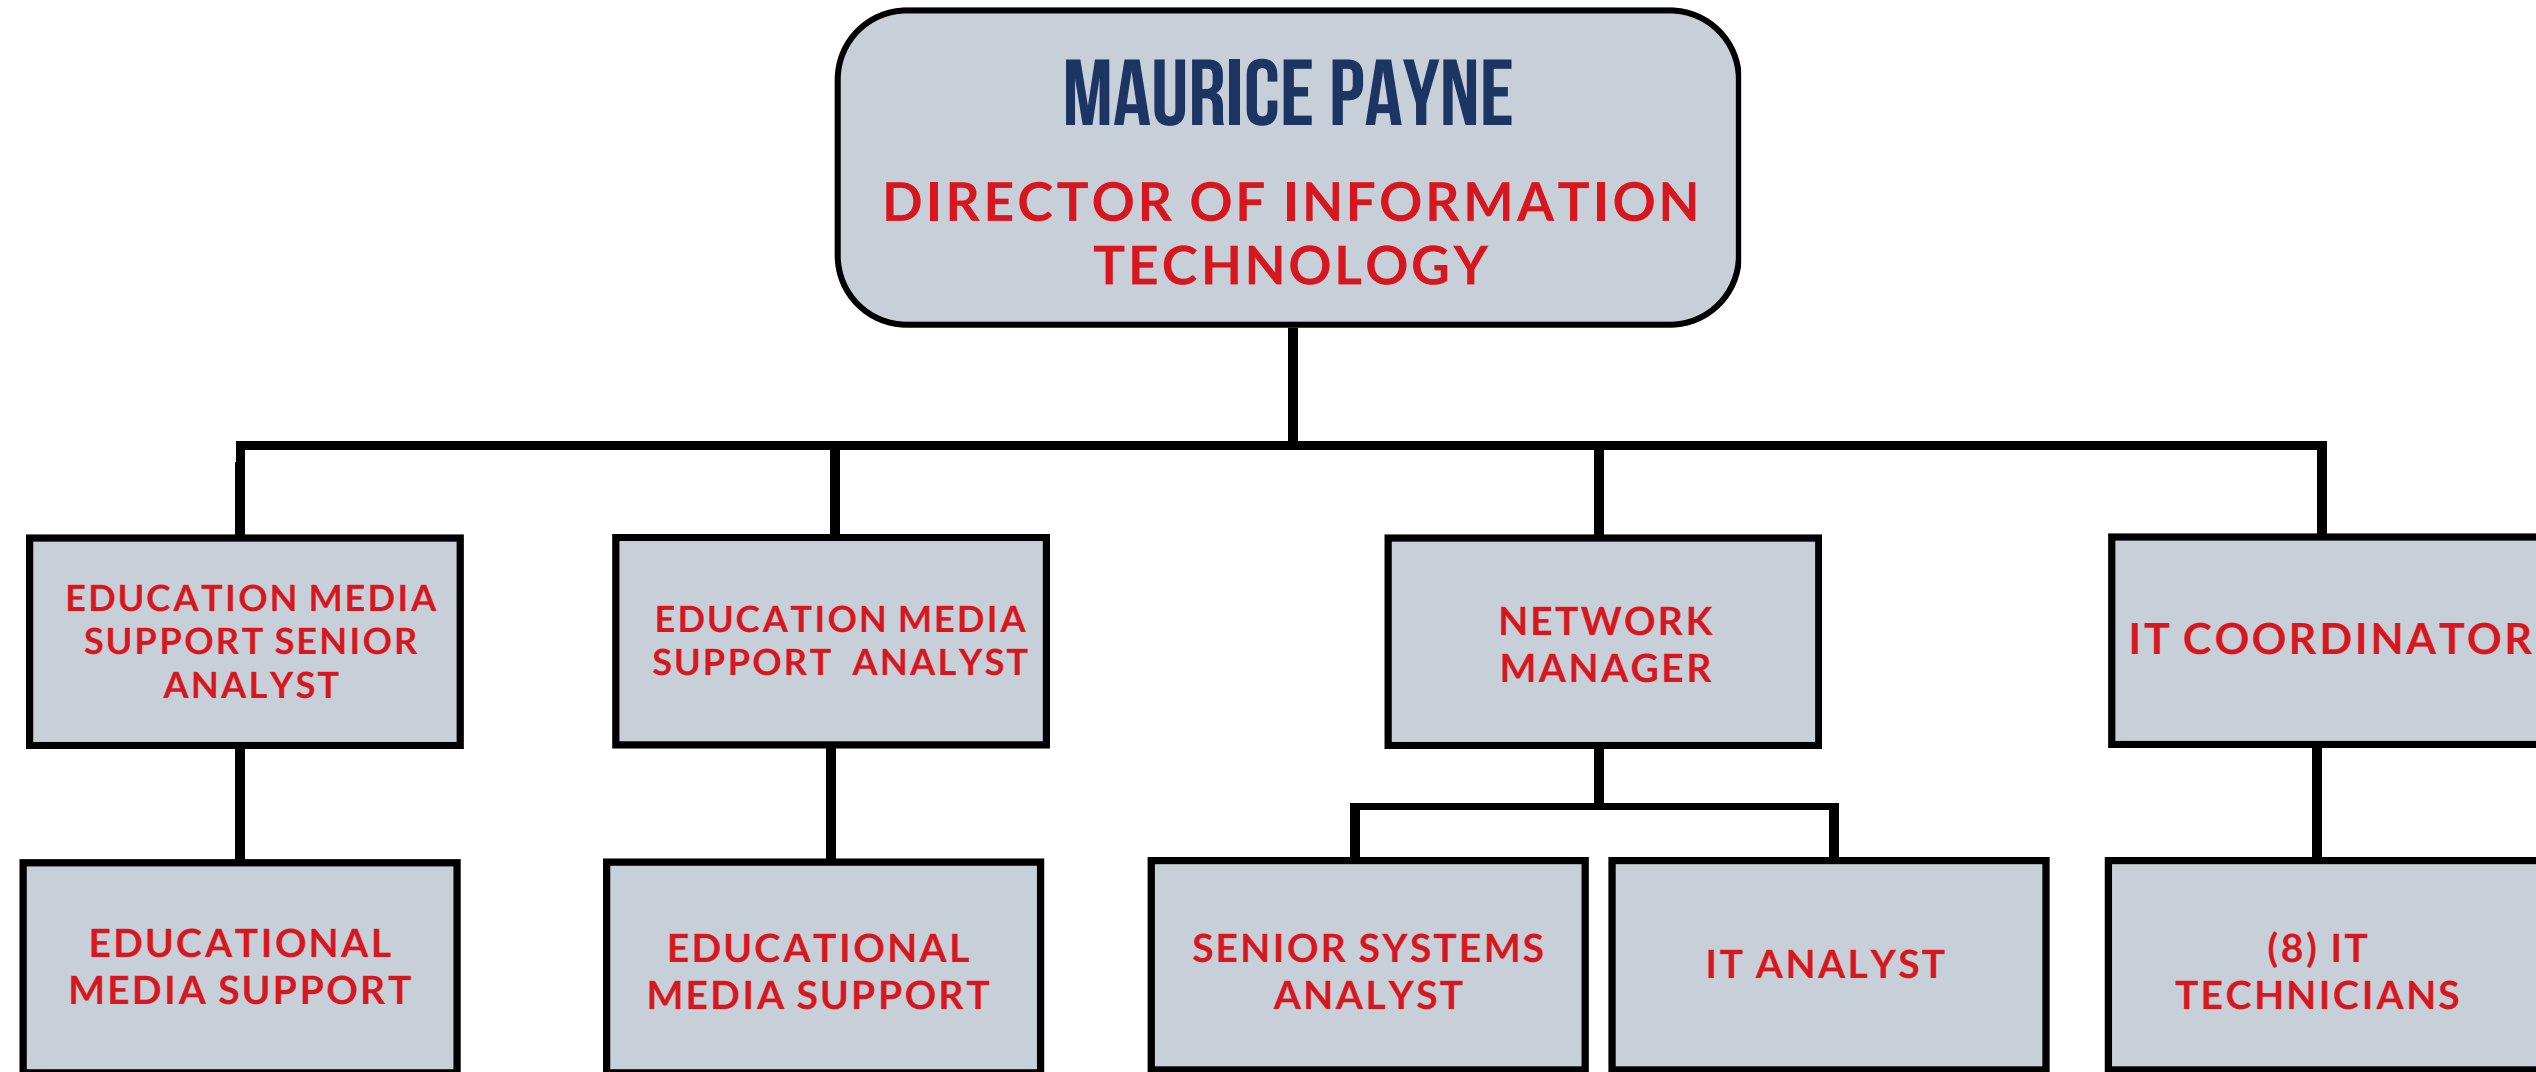 MAURICE PAYNE
DIRECTOR OF INFORMATION
TECHNOLOGY
EDUCATION MEDIA
SUPPORT SENIOR
ANALYST
EDUCATION MEDIA
SUPPORT ANALYST
NETWORK
MANAGER
IT COORDINATOR
EDUCATIONAL
MEDIA SUPPORT
EDUCATIONAL
MEDIA SUPPORT
SENIOR SYSTEMS
ANALYST
IT ANALYST
(8) IT
TECHNICIANS